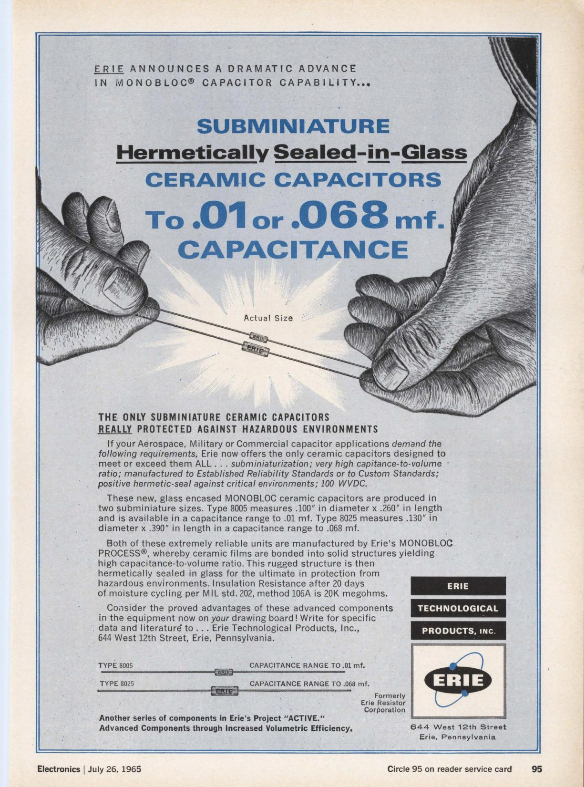 ERIE ANNOUNCES A DRAMATIC ADVANCE
IN MONOBLOC® CAPACITOR CAPABILITY...
SUBMINIATURE
Hermetically Sealed-in-Glass
CERAMIC CAPACITORS
To .01 or .068 mf.
CAPACITANCE
Actual Size
ERIE
ERIE
THE ONLY SUBMINIATURE CERAMIC CAPACITORS
REALLY PROTECTED AGAINST HAZARDOUS ENVIRONMENTS
If your Aerospace, Military or Commercial capacitor applications demand the
following requirements, Erie now offers the only ceramic capacitors designed to
meet or exceed them ALL . . . subminiaturization; very high capitance-to-volume
ratio; manufactured to Established Reliability Standards or to Custom Standards;
positive hermetic-seal against critical environments; 100 WVDC.
These new, glass encased MONOBLOC ceramic capacitors are produced in
two subminiature sizes. Type 8005 measures .100" in diameter x .260" in length
and is available in a capacitance range to .01 mf. Type 8025 measures .130" in
diameter x .390" in length in a capacitance range to .068 mf.
Both of these extremely reliable units are manufactured by Erie's MONOBLOC
PROCESS®, whereby ceramic films are bonded into solid structures yielding
high capacitance-to-volume ratio. This rugged structure is then
hermetically sealed in glass for the ultimate in protection from
hazardous environments. Insulation Resistance after 20 days
of moisture cycling per MIL std. 202, method 106A is 20K megohms.
Consider the proved advantages of these advanced components
in the equipment now on your drawing board! Write for specific
data and literature to . . . Erie Technological Products, Inc.,
644 West 12th Street, Erie, Pennsylvania.
TYPE 8005 CAPACITANCE RANGE TO .01 mf.
TYPE 8025 CAPACITANCE RANGE TO .068 mf.
Another series of components in Erie's Project "ACTIVE."
Advanced Components through Increased Volumetric Efficiency.
ERIE
TECHNOLOGICAL
PRODUCTS, INC.
ERIE
Formerly
Erie Resistor
Corporation
644 West 12th Street
Erie, Pennsylvania
Electronics | July 26, 1965
Circle 95 on reader service card 95